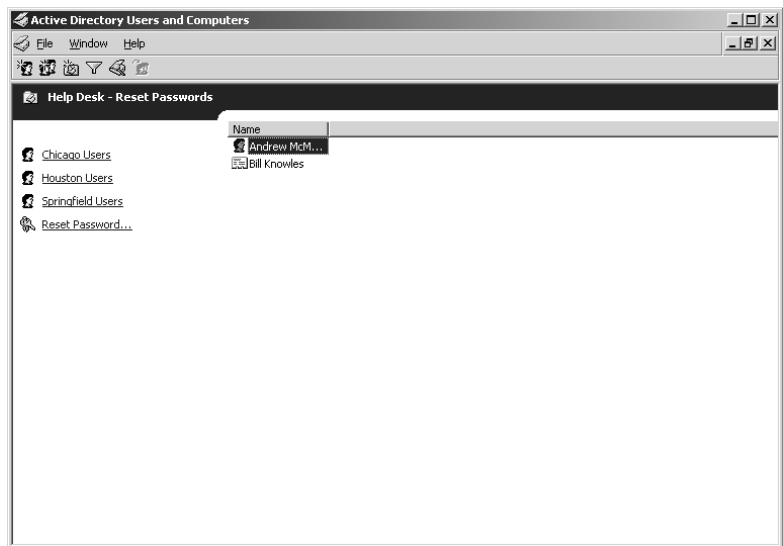 Active Directory Users and Computers
File Window Help
Help Desk - Reset Passwords
Name
Chicago Users
Houston Users
Springfield Users
Reset Password...
Andrew McM...
Bill Knowles